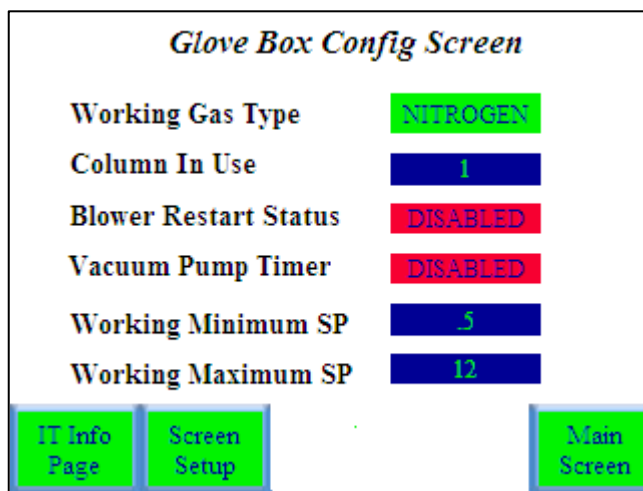 Glove Box Config Screen
Working Gas Type NITROGEN
Column In Use 1
Blower Restart Status DISABLED
Vacuum Pump Timer DISABLED
Working Minimum SP .5
Working Maximum SP 12
IT Info Page
Screen Setup
Main Screen